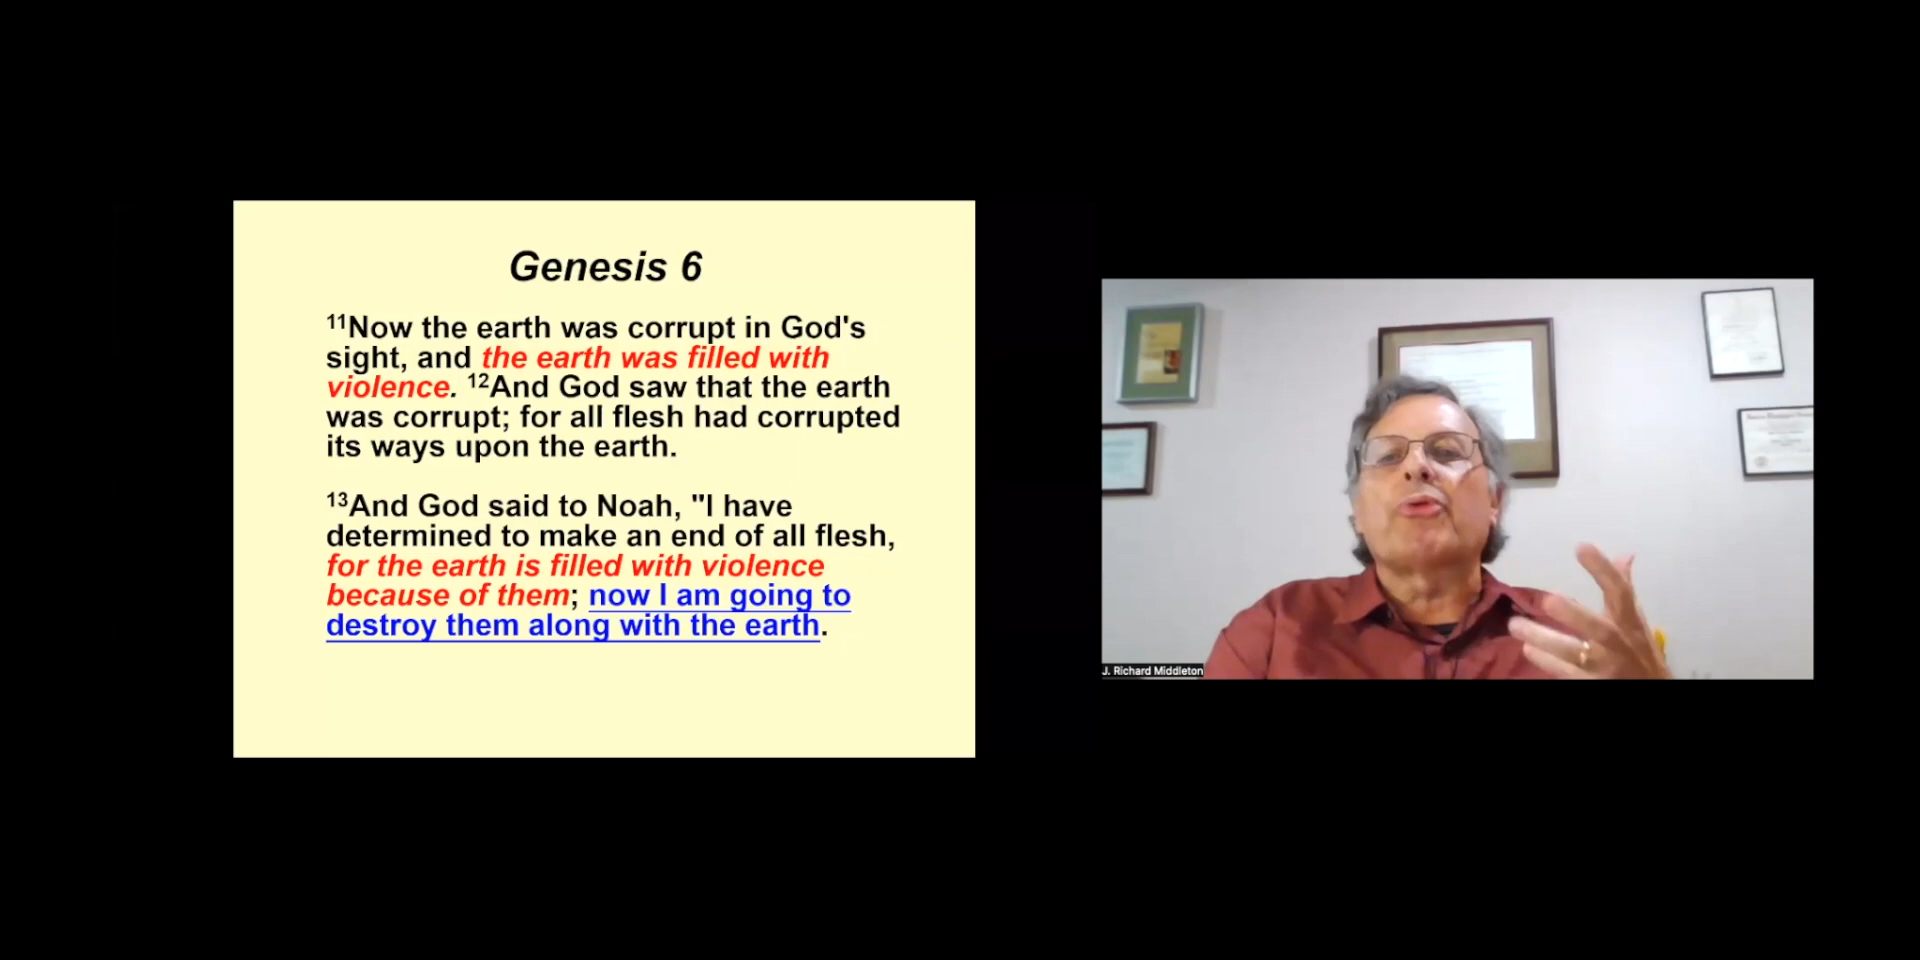 Genesis 6
11Now the earth was corrupt in God's
sight, and the earth was filled with
violence. 12And God saw that the earth
was corrupt; for all flesh had corrupted
its ways upon the earth.
13And God said to Noah, "I have
determined to make an end of all flesh,
for the earth is filled with violence
because of them; now I am going to
destroy them along with the earth.
J. Richard Middleton